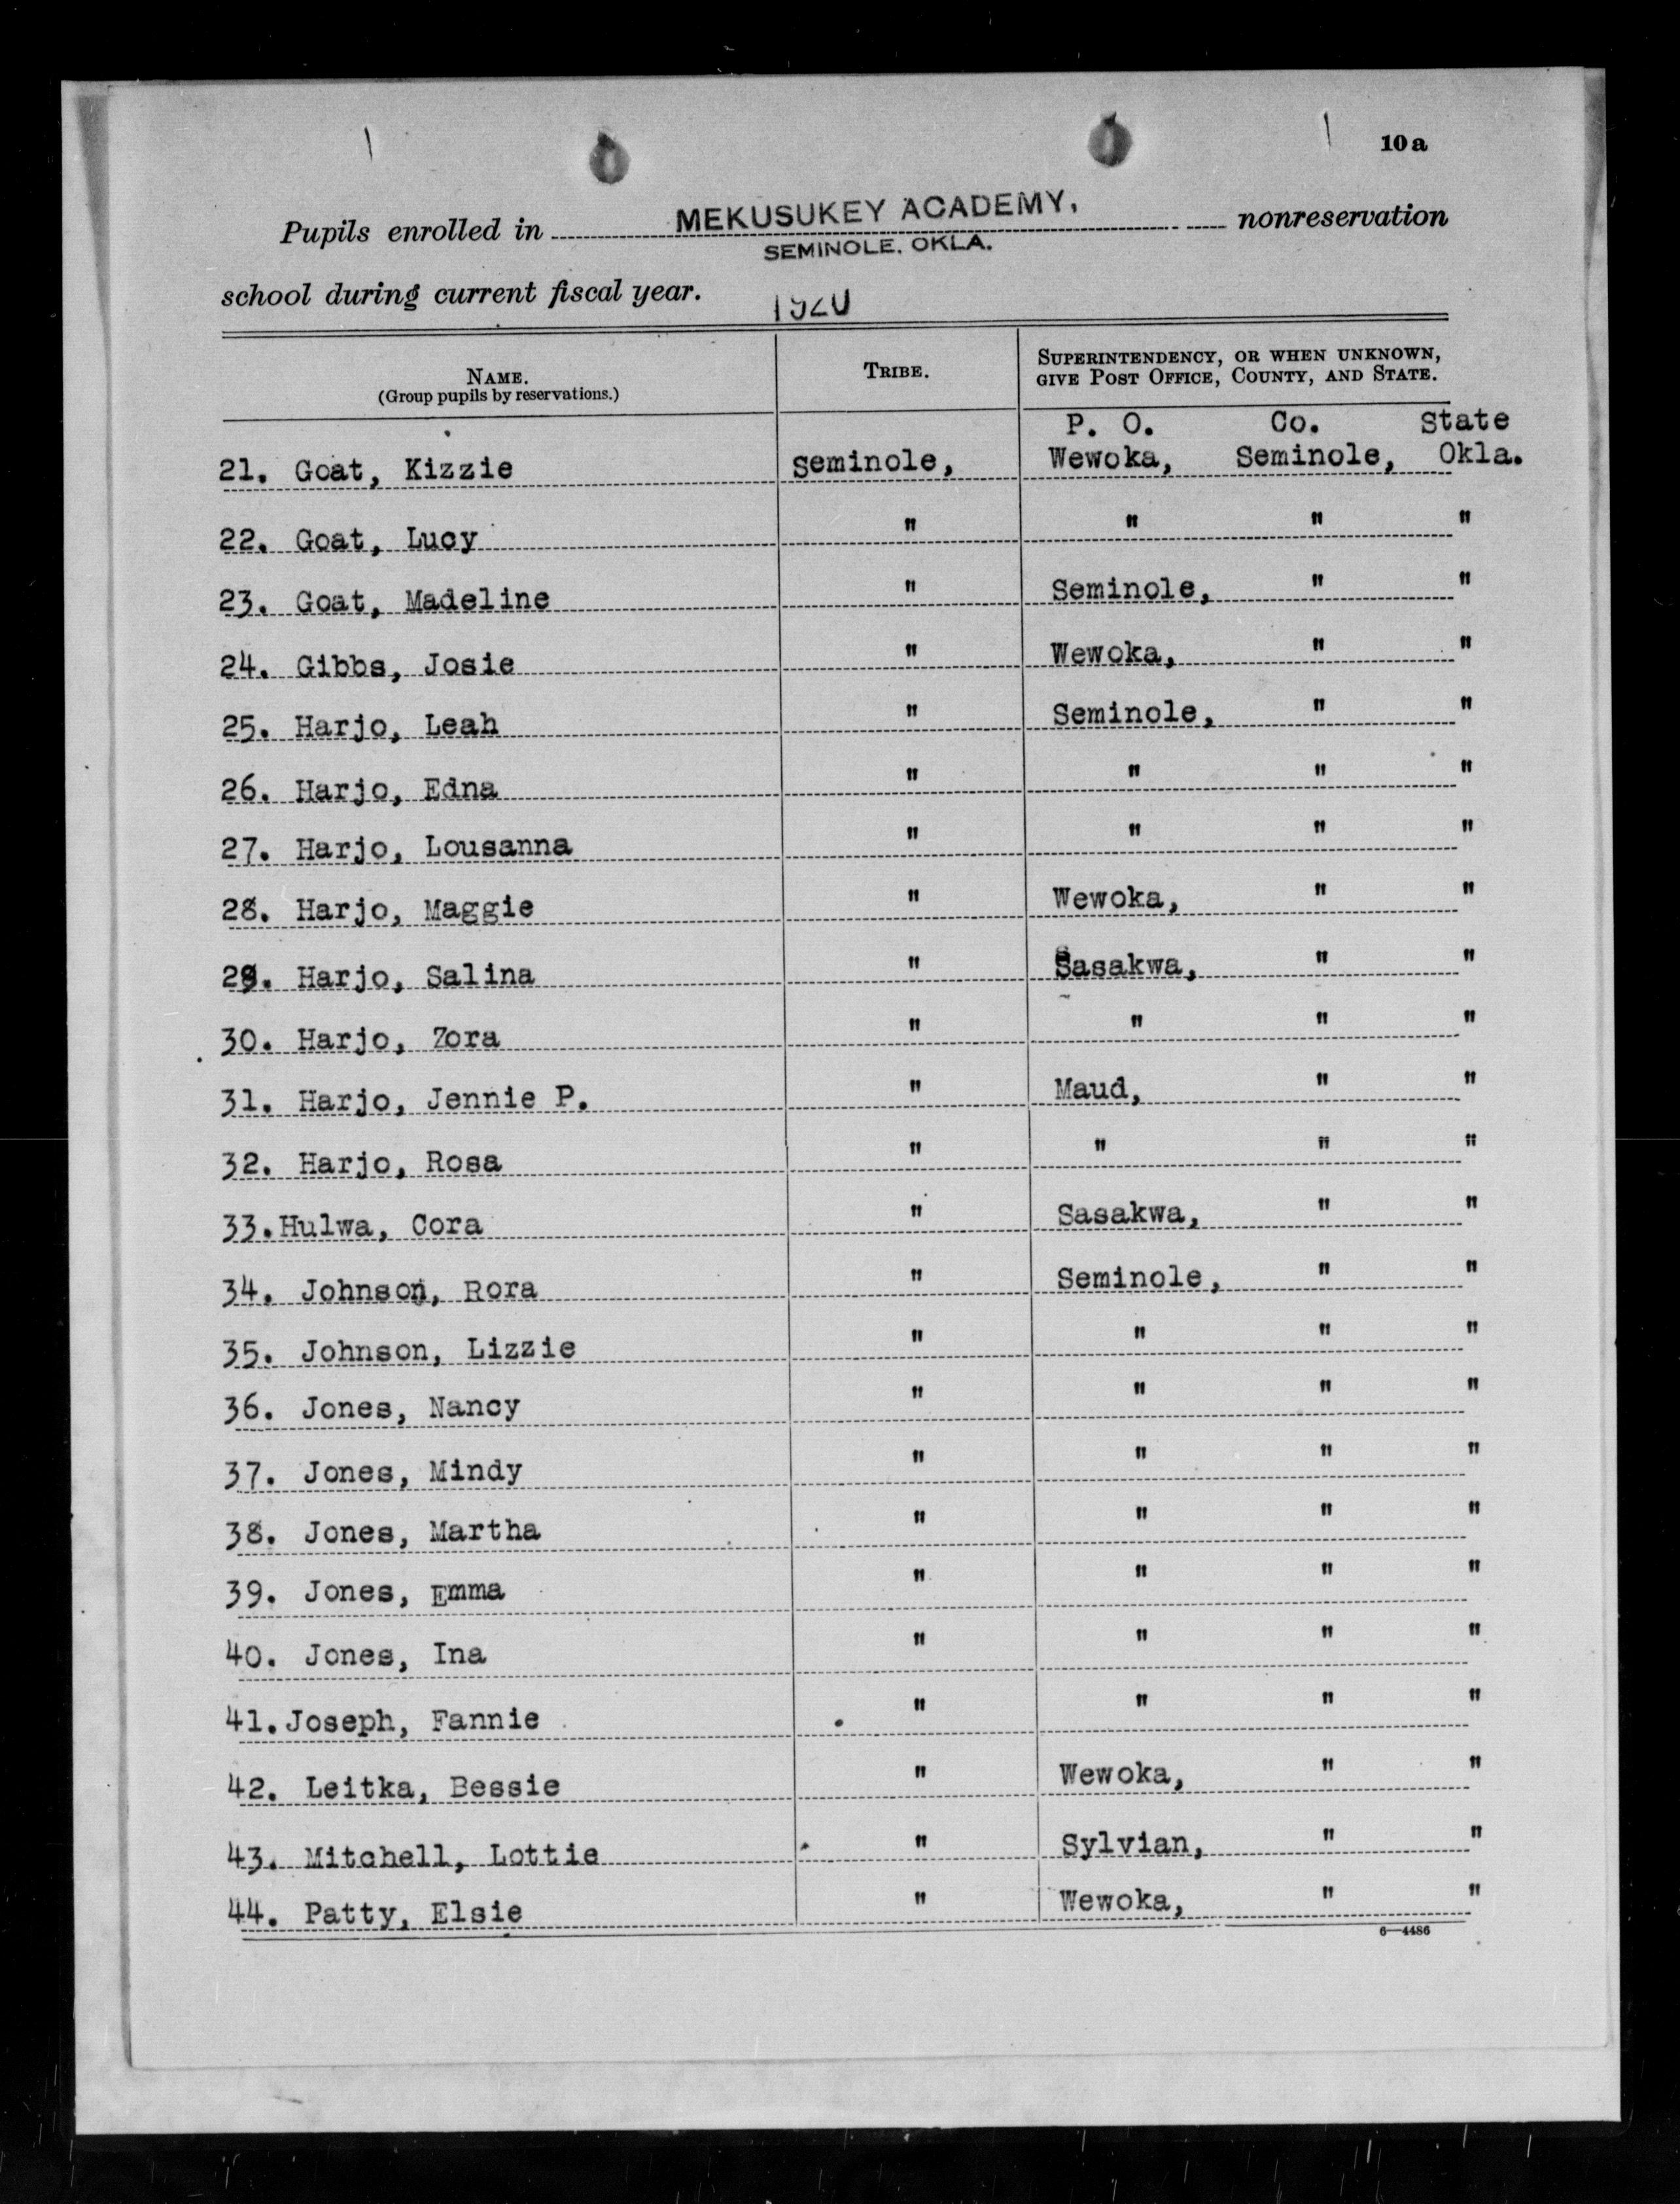 10 a
Pupils enrolled in MEKUSUKEY ACADEMY, nonreservation
SEMINOLE, OKLA.
school during current fiscal year. 1920
NAME. TRIBE. SUPERINTENDENCY, OR WHEN UNKNOWN,
(Group pupils by reservations.) GIVE POST OFFICE, COUNTY, AND STATE.
P. O. Co. State
21. Goat, Kizzie Seminole, Wewoka, Seminole, Okla.
22. Goat, Lucy " " " "
23. Goat, Madeline " Seminole, " "
24. Gibbs, Josie " Wewoka, " "
25. Harjo, Leah " Seminole, " "
26. Harjo, Edna " " " "
27. Harjo, Lousanna " " " "
28. Harjo, Maggie " Wewoka, " "
29. Harjo, Salina " Sasakwa, " "
30. Harjo, Zora " " " "
31. Harjo, Jennie P. " Maud, " "
32. Harjo, Rosa " " " "
33. Hulwa, Cora " Sasakwa, " "
34. Johnson, Rora " Seminole, " "
35. Johnson, Lizzie " " " "
36. Jones, Nancy " " " "
37. Jones, Mindy " " " "
38. Jones, Martha " " " "
39. Jones, Emma " " " "
40. Jones, Ina " " " "
41. Joseph, Fannie " " " "
42. Leitka, Bessie " Wewoka, " "
43. Mitchell, Lottie " Sylvian, " "
44. Patty, Elsie " Wewoka, " "
6—4486